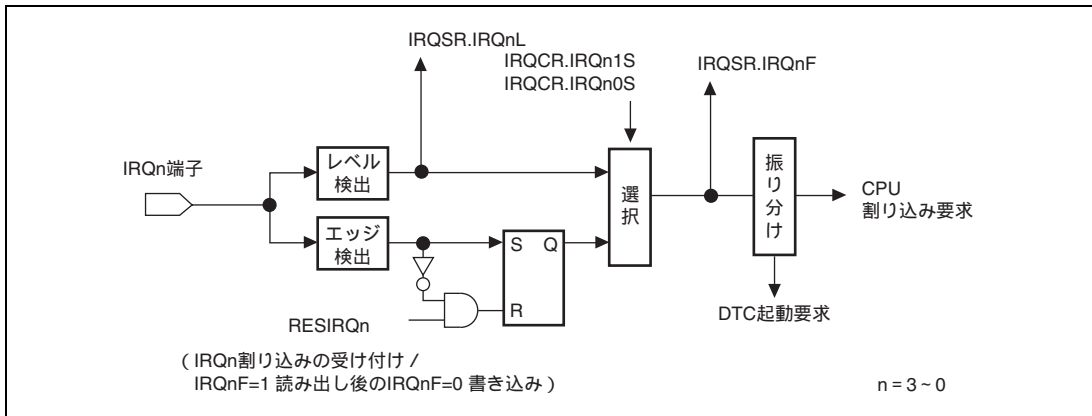 IRQSR.IRQnL
IRQCR.IRQn1S
IRQCR.IRQn0S
IRQSR.IRQnF
IRQn端子
レベル
検出
エッジ
検出
S Q
R
選
択
振
り
分
け
CPU
割り込み要求
DTC起動要求
RESIRQn
( IRQn割り込みの受け付け /
IRQnF=1 読み出し後のIRQnF=0 書き込み )
n = 3 ~ 0